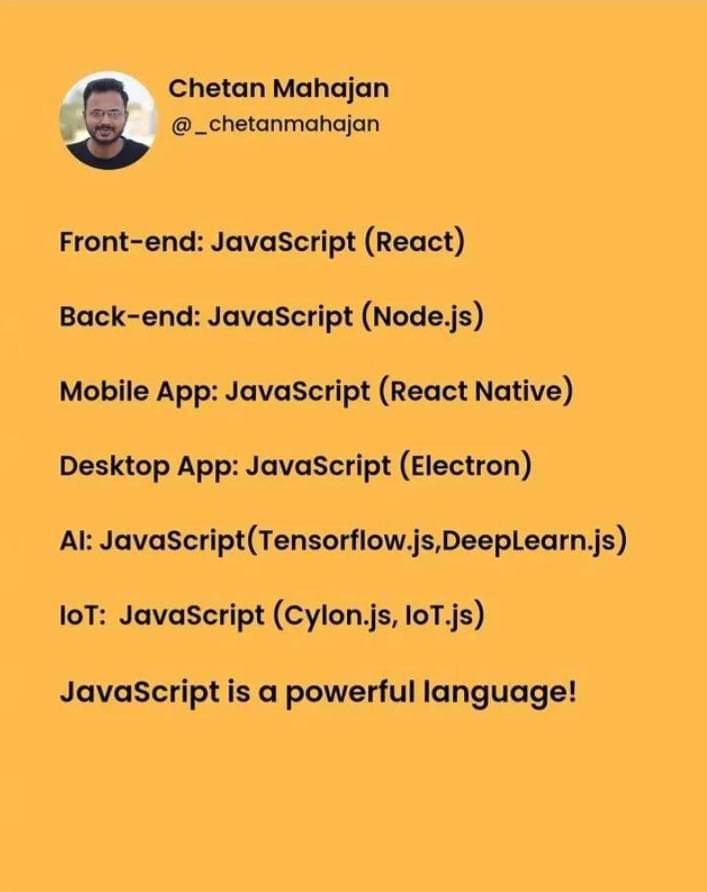 Chetan Mahajan
@_chetanmahajan
Front-end: JavaScript (React)
Back-end: JavaScript (Node.js)
Mobile App: JavaScript (React Native)
Desktop App: JavaScript (Electron)
AI: JavaScript(Tensorflow.js,DeepLearn.js)
IoT:  JavaScript (Cylon.js, IoT.js)
JavaScript is a powerful language!